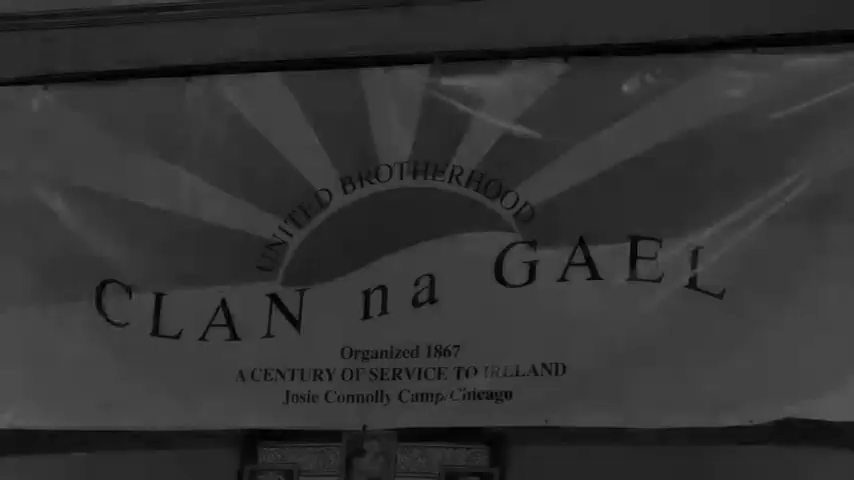 UNITED BROTHERHOOD
CLAN na GAEL
Organized 1867
A CENTURY OF SERVICE TO IRELAND
Josie Connolly Camp, Chicago